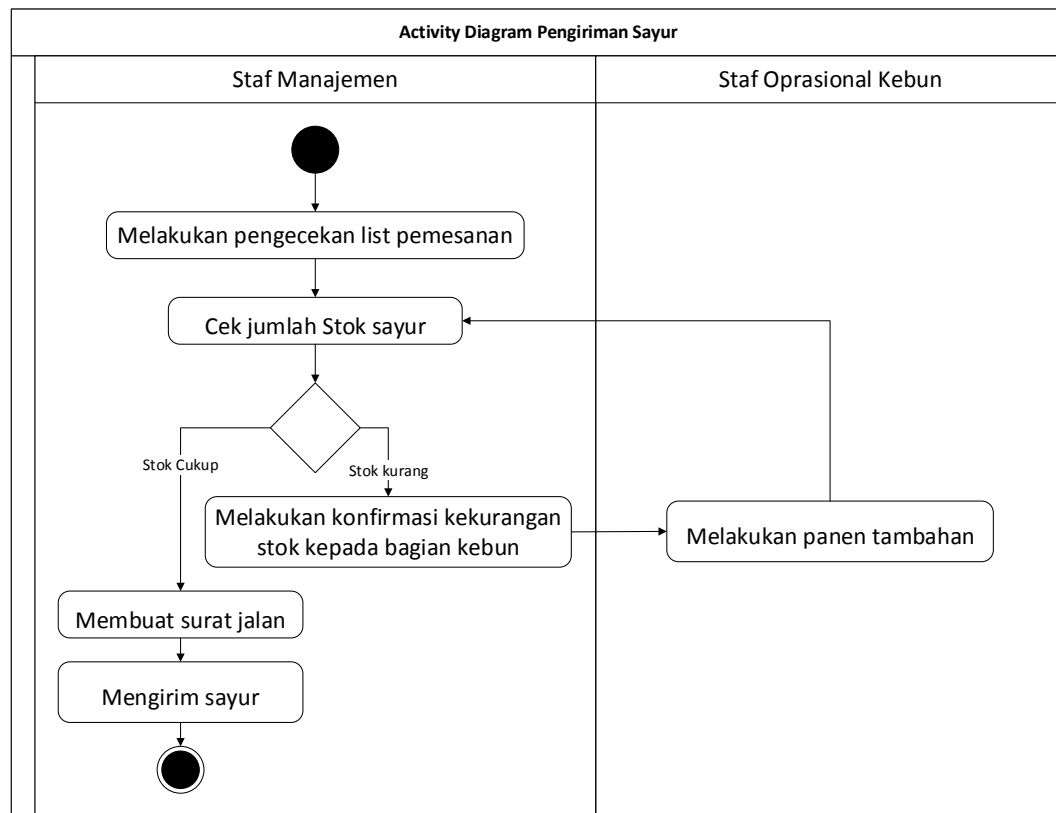 Activity Diagram Pengiriman Sayur
Staf Manajemen
Staf Oprasional Kebun
Melakukan pengecekan list pemesanan
Cek jumlah Stok sayur
Stok Cukup
Stok kurang
Melakukan konfirmasi kekurangan
stok kepada bagian kebun
Melakukan panen tambahan
Membuat surat jalan
Mengirim sayur